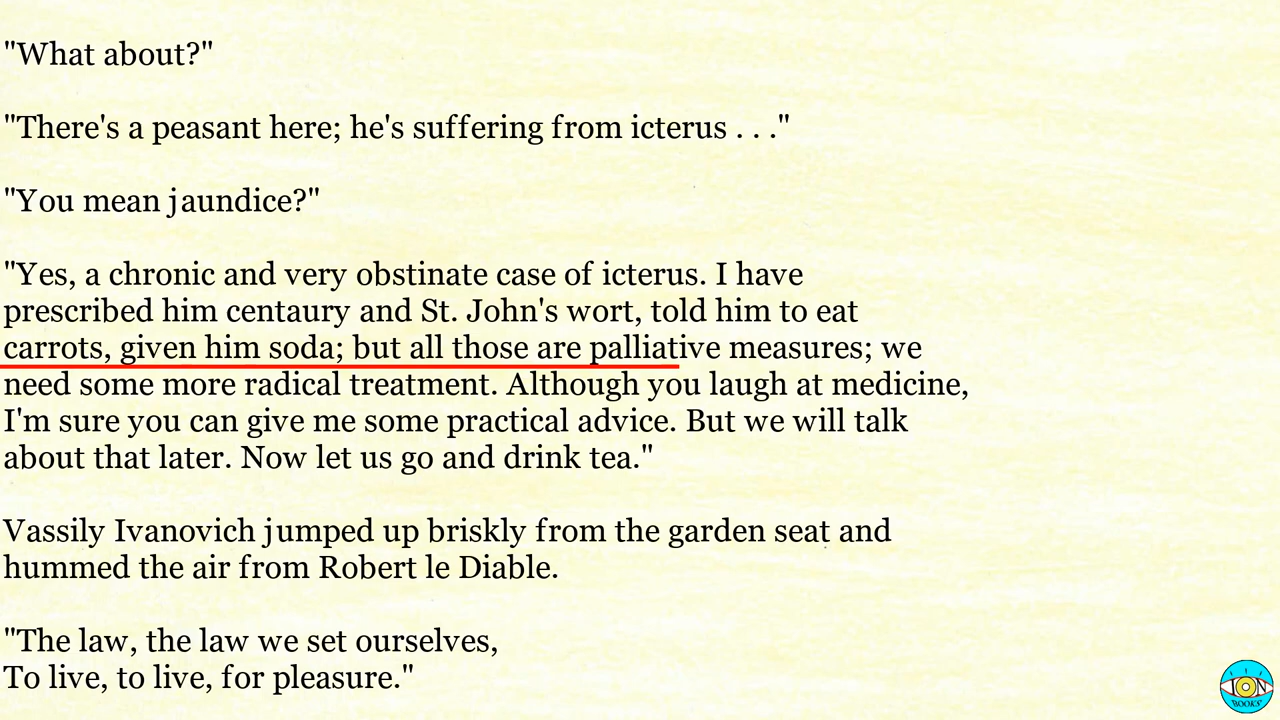 "What about?"
"There's a peasant here; he's suffering from icterus . . ."
"You mean jaundice?"
"Yes, a chronic and very obstinate case of icterus. I have
prescribed him centaury and St. John's wort, told him to eat
carrots, given him soda; but all those are palliative measures; we
need some more radical treatment. Although you laugh at medicine,
I'm sure you can give me some practical advice. But we will talk
about that later. Now let us go and drink tea."
Vassily Ivanovich jumped up briskly from the garden seat and
hummed the air from Robert le Diable.
"The law, the law we set ourselves,
To live, to live, for pleasure."
ION
BOOKS